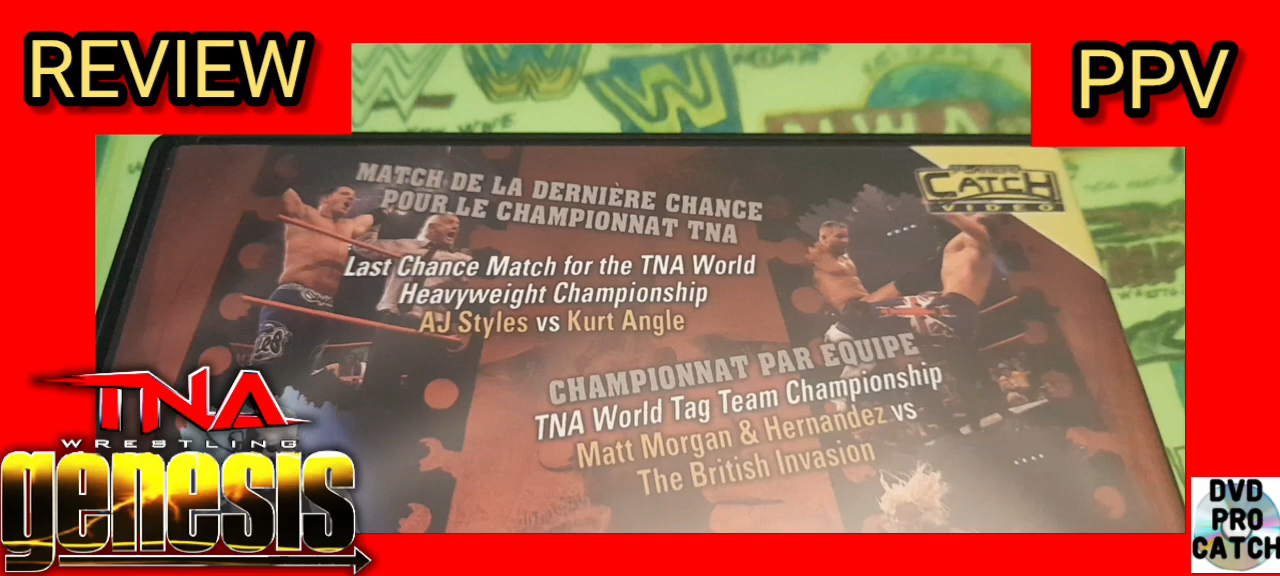 REVIEW
PPV
NWA
MATCH DE LA DERNIÈRE CHANCE
POUR LE CHAMPIONNAT TNA
CATCH
VIDEO
Last Chance Match for the TNA World
Heavyweight Championship
AJ Styles vs Kurt Angle
CHAMPIONNAT PAR EQUIPE
TNA World Tag Team Championship
Matt Morgan & Hernandez vs
The British Invasion
TNA
WRESTLING
genesis
DVD
PRO
CATCH